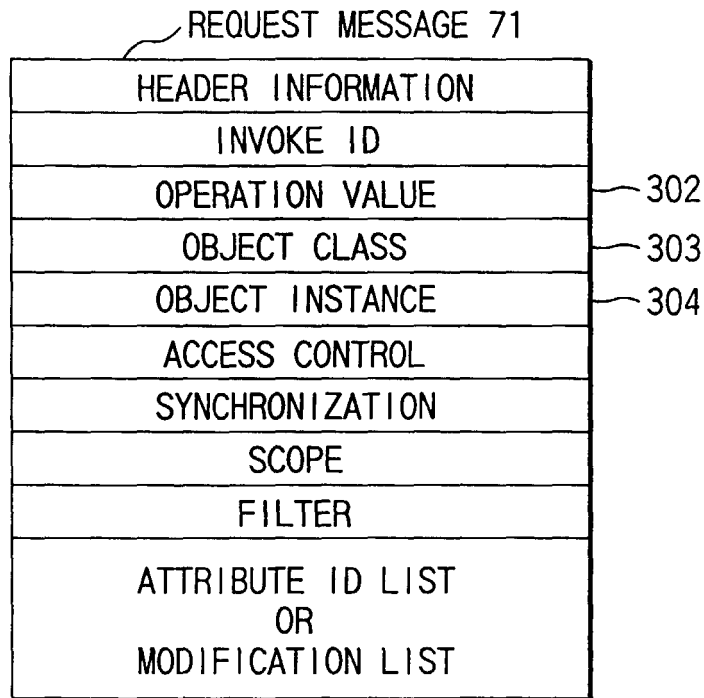 REQUEST MESSAGE 71
HEADER INFORMATION
INVOKE ID
OPERATION VALUE 302
OBJECT CLASS 303
OBJECT INSTANCE 304
ACCESS CONTROL
SYNCHRONIZATION
SCOPE
FILTER
ATTRIBUTE ID LIST
OR
MODIFICATION LIST